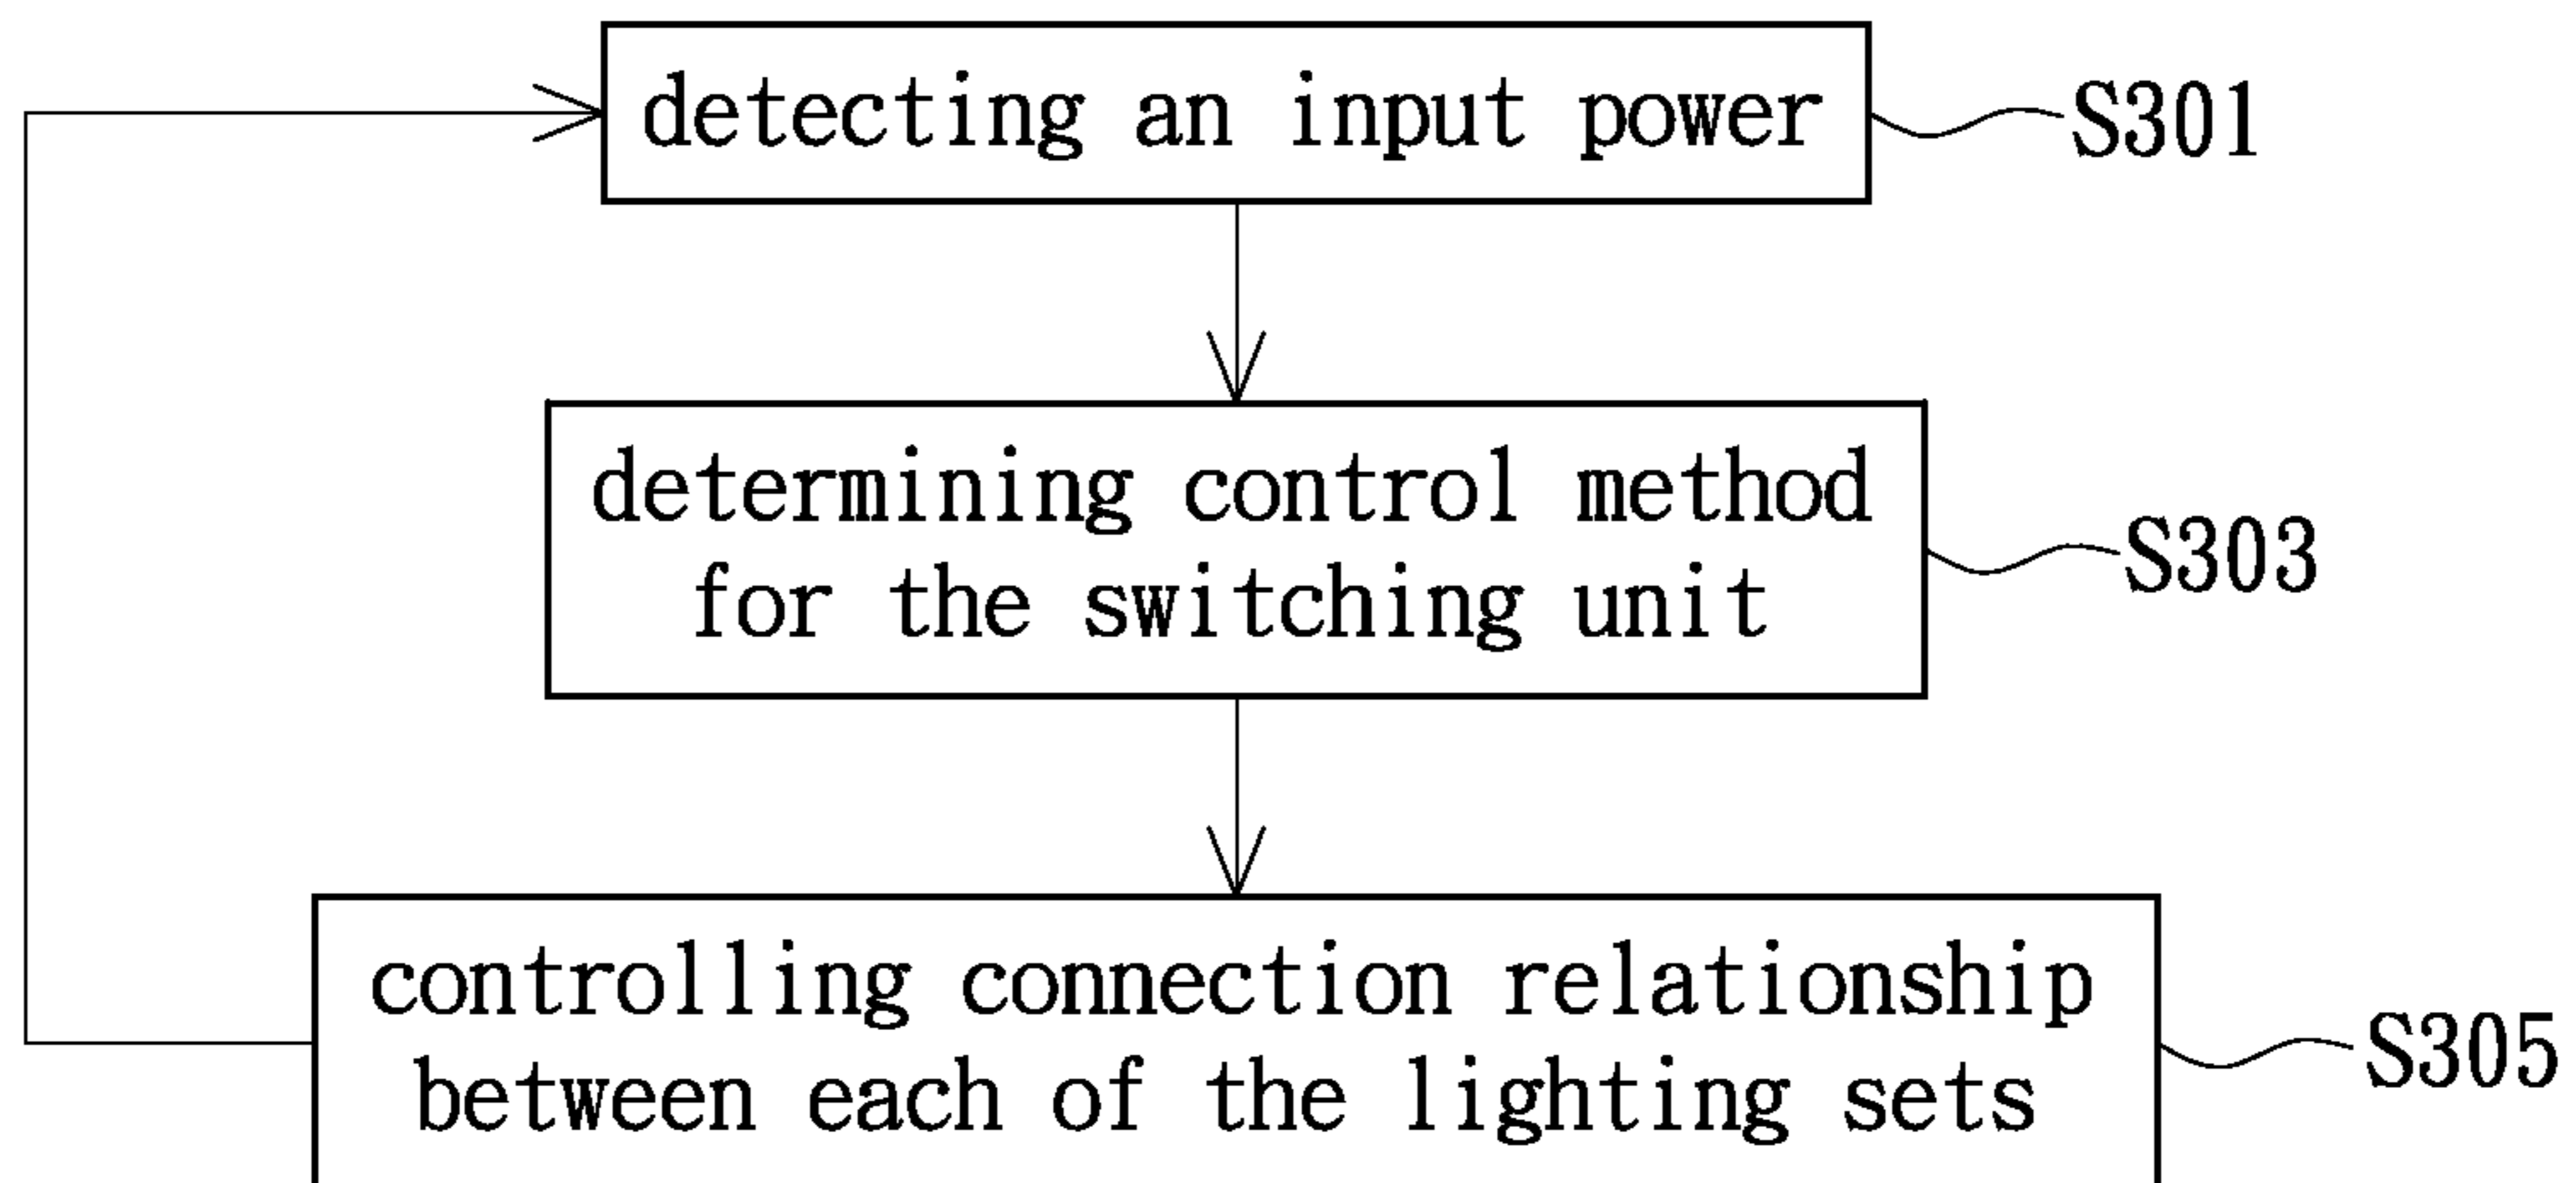 detecting an input power
S301
determining control method
for the switching unit
S303
controlling connection relationship
between each of the lighting sets
S305